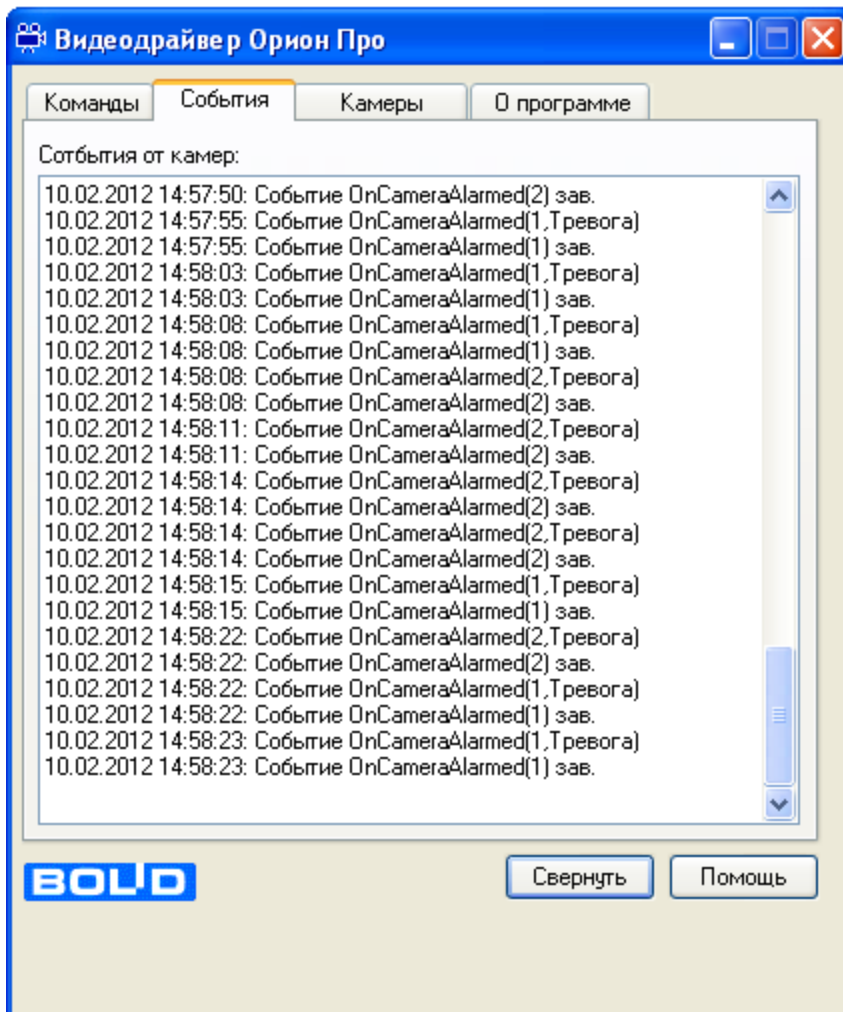 Видеодрайвер Орион Про
Команды События Камеры О программе
Сотбытия от камер:
10.02.2012 14:57:50: Событие OnCameraAlarmed(2) зав.
10.02.2012 14:57:55: Событие OnCameraAlarmed(1,Тревога)
10.02.2012 14:57:55: Событие OnCameraAlarmed(1) зав.
10.02.2012 14:58:03: Событие OnCameraAlarmed(1,Тревога)
10.02.2012 14:58:03: Событие OnCameraAlarmed(1) зав.
10.02.2012 14:58:08: Событие OnCameraAlarmed(1,Тревога)
10.02.2012 14:58:08: Событие OnCameraAlarmed(1) зав.
10.02.2012 14:58:08: Событие OnCameraAlarmed(2,Тревога)
10.02.2012 14:58:08: Событие OnCameraAlarmed(2) зав.
10.02.2012 14:58:11: Событие OnCameraAlarmed(2,Тревога)
10.02.2012 14:58:11: Событие OnCameraAlarmed(2) зав.
10.02.2012 14:58:14: Событие OnCameraAlarmed(2,Тревога)
10.02.2012 14:58:14: Событие OnCameraAlarmed(2) зав.
10.02.2012 14:58:14: Событие OnCameraAlarmed(2,Тревога)
10.02.2012 14:58:14: Событие OnCameraAlarmed(2) зав.
10.02.2012 14:58:15: Событие OnCameraAlarmed(1,Тревога)
10.02.2012 14:58:15: Событие OnCameraAlarmed(1) зав.
10.02.2012 14:58:22: Событие OnCameraAlarmed(2,Тревога)
10.02.2012 14:58:22: Событие OnCameraAlarmed(2) зав.
10.02.2012 14:58:22: Событие OnCameraAlarmed(1,Тревога)
10.02.2012 14:58:22: Событие OnCameraAlarmed(1) зав.
10.02.2012 14:58:23: Событие OnCameraAlarmed(1,Тревога)
10.02.2012 14:58:23: Событие OnCameraAlarmed(1) зав.
BOLID Свернуть Помощь